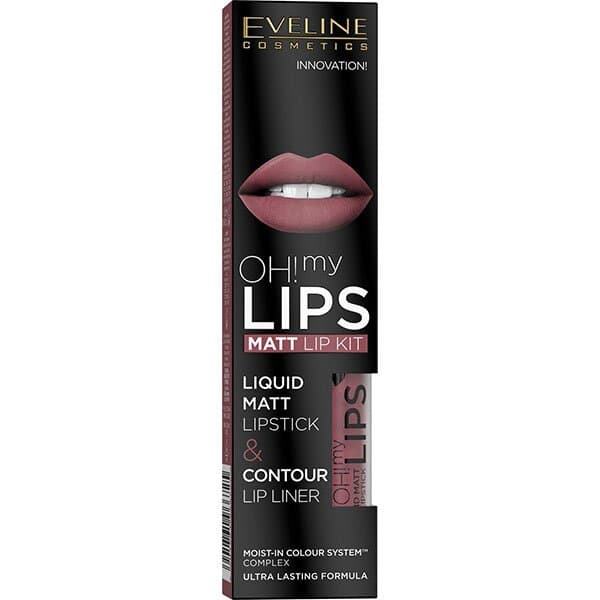 EVELINE
COSMETICS
INNOVATION!
OH! my
LIPS
MATT LIP KIT
LIQUID
MATT
LIPSTICK
&
CONTOUR
LIP LINER
OH! my
LIPS
ID MATT
LIPSTICK
MOIST-IN COLOUR SYSTEM™
COMPLEX
ULTRA LASTING FORMULA